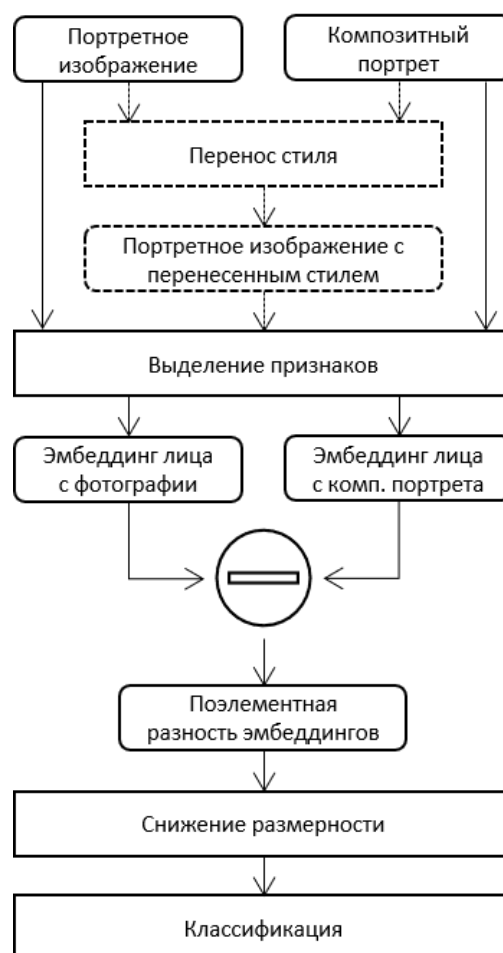 Портретное
изображение
Композитный
портрет
Перенос стиля
Портретное изображение с
перенесенным стилем
Выделение признаков
Эмбеддинг лица
с фотографии
Эмбеддинг лица
с комп. портрета
Поэлементная
разность эмбеддингов
Снижение размерности
Классификация